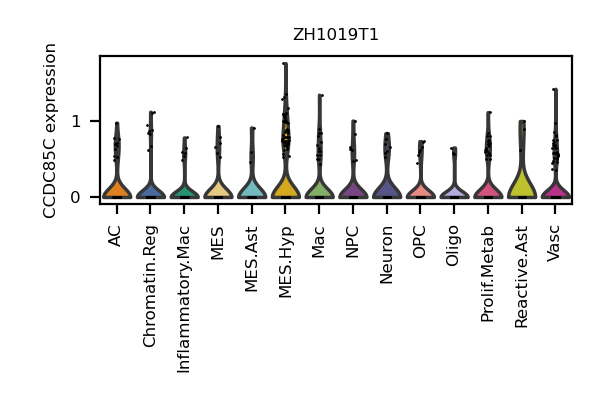 ZH1019T1
CCDC85C expression
1
0
AC
Chromatin.Reg
Inflammatory.Mac
MES
MES.Ast
MES.Hyp
Mac
NPC
Neuron
OPC
Oligo
Prolif.Metab
Reactive.Ast
Vasc